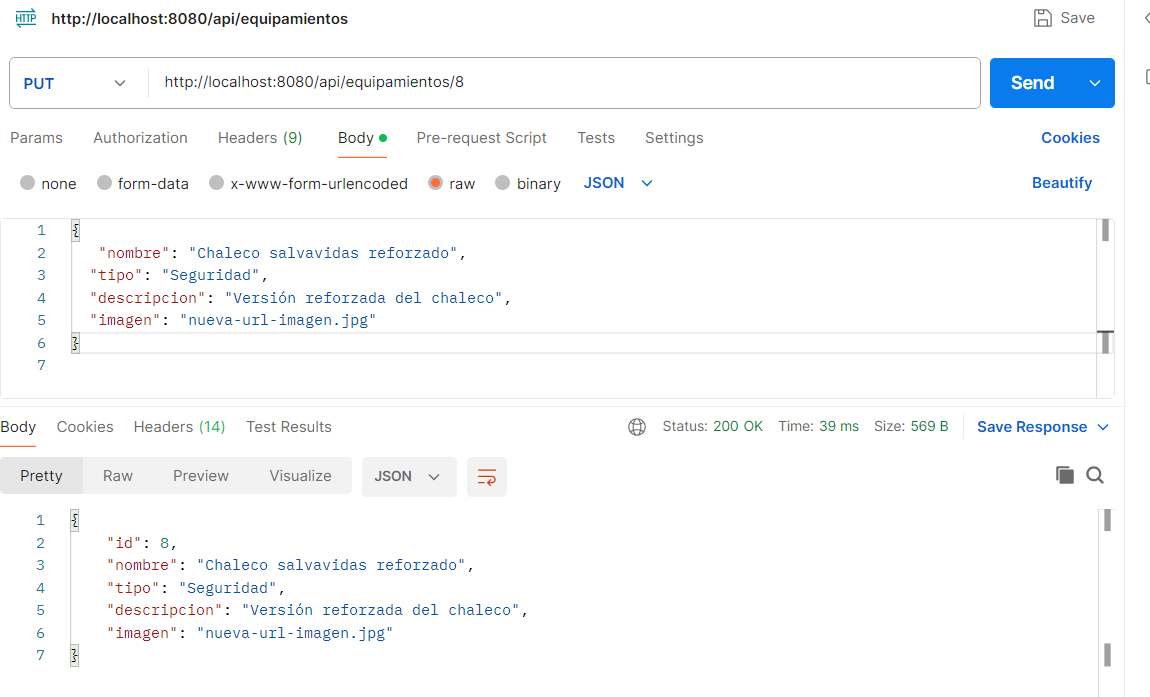 HTTP http://localhost:8080/api/equipamientos Save
PUT http://localhost:8080/api/equipamientos/8 Send
Params Authorization Headers (9) Body Pre-request Script Tests Settings Cookies
none form-data x-www-form-urlencoded raw binary JSON Beautify
1 {
2 "nombre": "Chaleco salvavidas reforzado",
3 "tipo": "Seguridad",
4 "descripcion": "Versión reforzada del chaleco",
5 "imagen": "nueva-url-imagen.jpg"
6 }
7
Body Cookies Headers (14) Test Results Status: 200 OK Time: 39 ms Size: 569 B Save Response
Pretty Raw Preview Visualize JSON
1 {
2 "id": 8,
3 "nombre": "Chaleco salvavidas reforzado",
4 "tipo": "Seguridad",
5 "descripcion": "Versión reforzada del chaleco",
6 "imagen": "nueva-url-imagen.jpg"
7 }